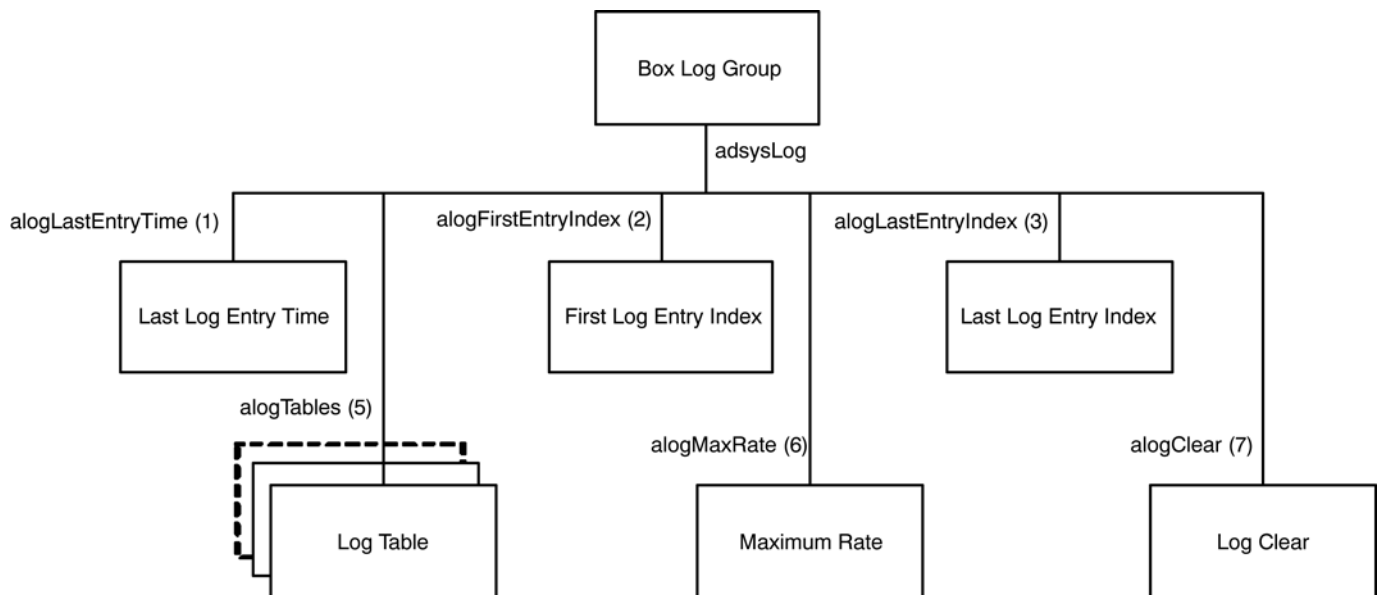 Box Log Group
adsysLog
alogLastEntryTime (1)
alogFirstEntryIndex (2)
alogLastEntryIndex (3)
Last Log Entry Time
First Log Entry Index
Last Log Entry Index
alogTables (5)
alogMaxRate (6)
alogClear (7)
Log Table
Maximum Rate
Log Clear